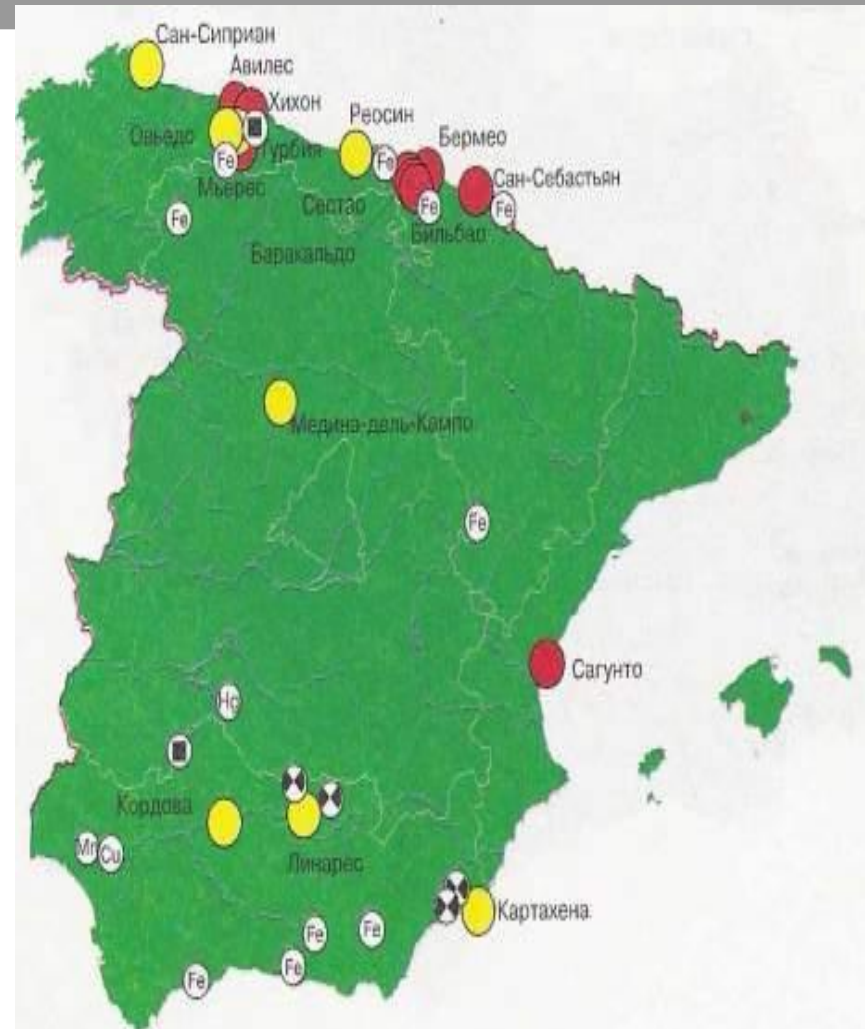 Сан-Сиприан
Авилес
Хихон
Реосин
Бермео
Овьедо
Турбия
Fe
Fe
Сан-Себастьян
Мьерес
Fe
Сестао
Fe
Бильбао
Fe
Баракальдо
Медина-дель-Кампо
Fe
Сагунто
Hg
Кордова
Mn
Cu
Линарес
Картахена
Fe
Fe
Fe
Fe